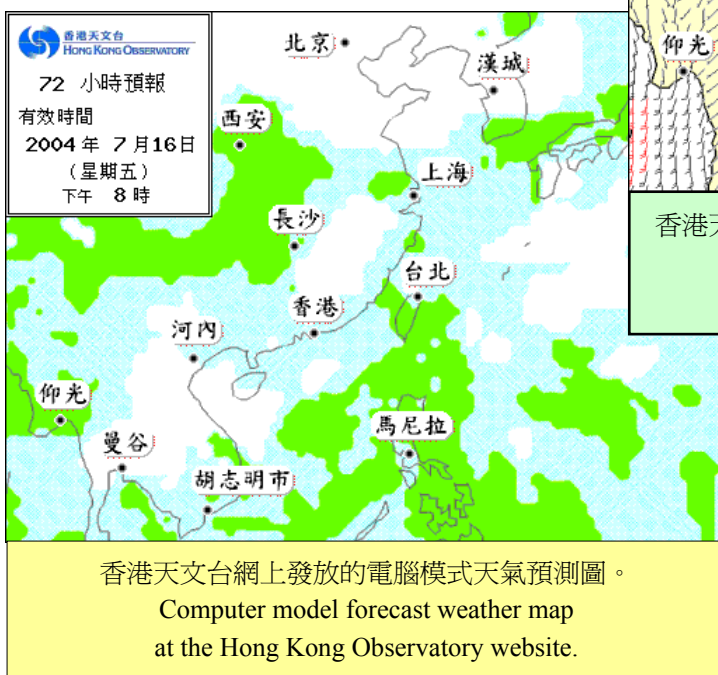 香港天文台
HONG KONG OBSERVATORY
72 小時預報
有效時間
2004 年 7 月16日
(星期五)
下午 8 時
北京
漢城
仰光
西安
上海
長沙
台北
香港
河內
仰光
馬尼拉
曼谷
胡志明市
香港天
香港天文台網上發放的電腦模式天氣預測圖。
Computer model forecast weather map
at the Hong Kong Observatory website.